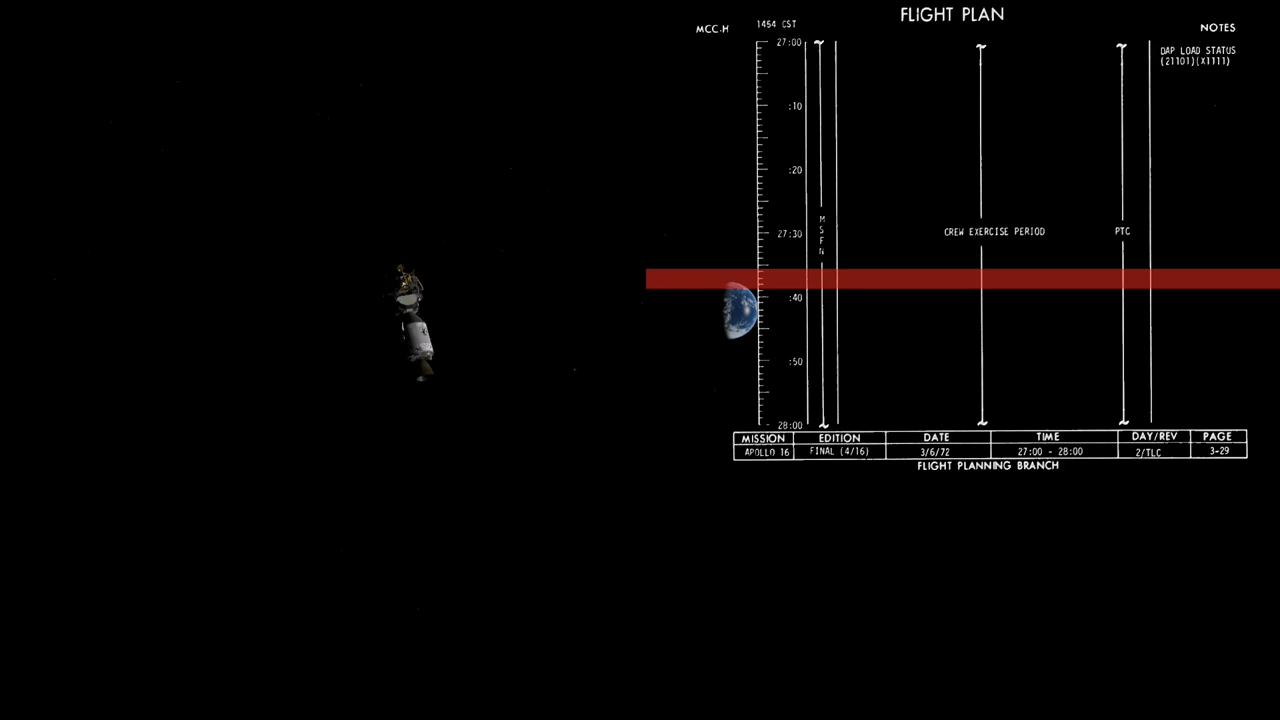 FLIGHT PLAN
MCC-H
1454 CST
NOTES
27:00
DAP LOAD STATUS
(21101)(X1111)
:10
:20
MSFN
27:30
CREW EXERCISE PERIOD
PTC
:40
:50
28:00
MISSION EDITION DATE TIME DAY/REV PAGE
APOLLO 16 FINAL (4/16) 3/6/72 27:00 - 28:00 2/TLC 3-29
FLIGHT PLANNING BRANCH